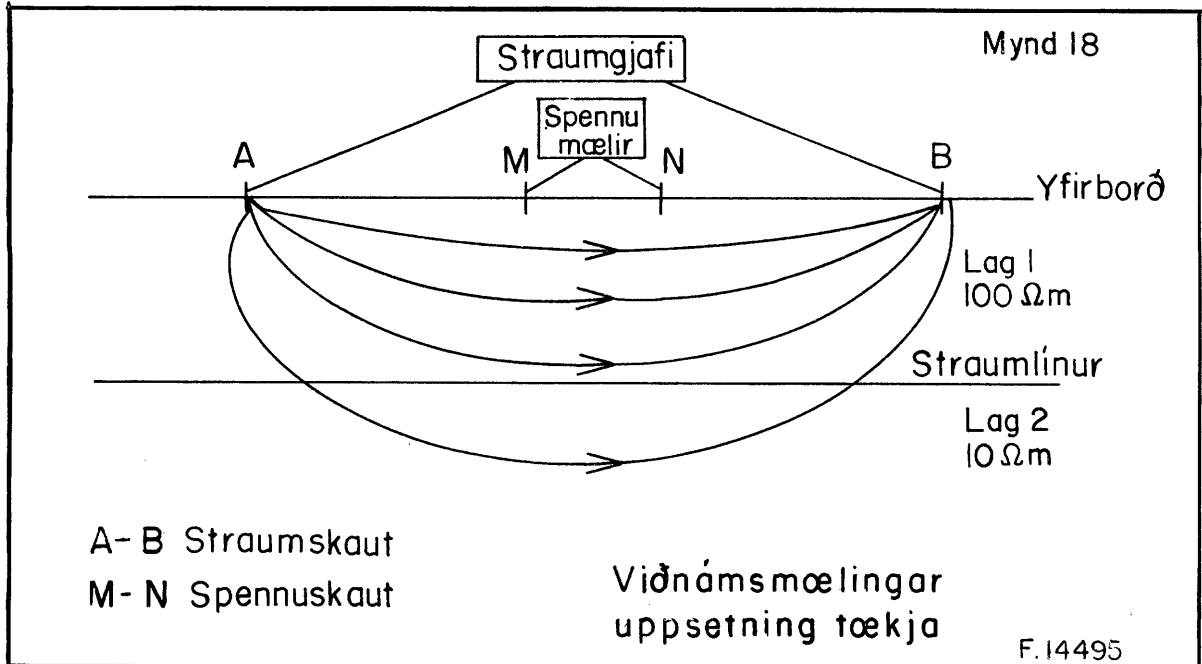 Mynd 18
Straumgjafi
Spennu
mælir
A
M
N
B
Yfirborð
Lag 1
100 Ωm
Straumlínur
Lag 2
10 Ωm
A-B Straumskaut
M-N Spennuskaut
Viðnámsmælingar
uppsetning tækja
F.14495